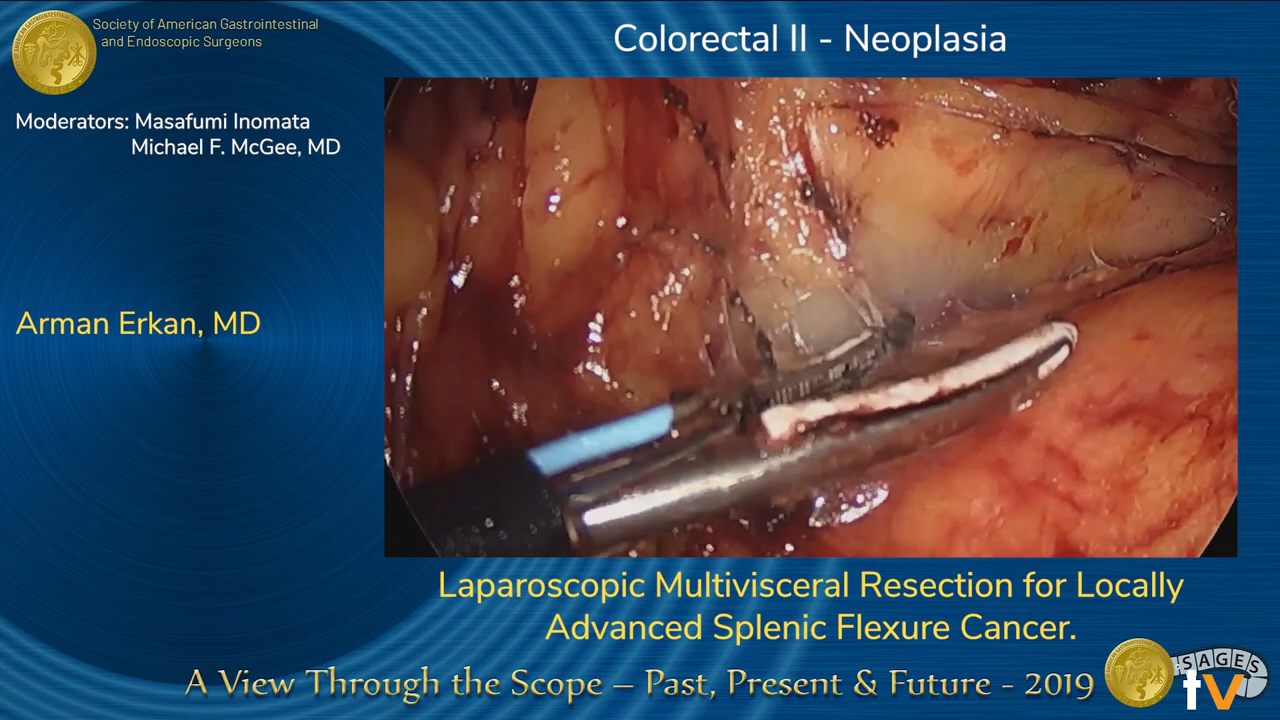 Society of American Gastrointestinal
and Endoscopic Surgeons
Colorectal II - Neoplasia
Moderators: Masafumi Inomata
Michael F. McGee, MD
Arman Erkan, MD
Laparoscopic Multivisceral Resection for Locally
Advanced Splenic Flexure Cancer.
A View Through the Scope – Past, Present & Future - 2019
SAGES
tv